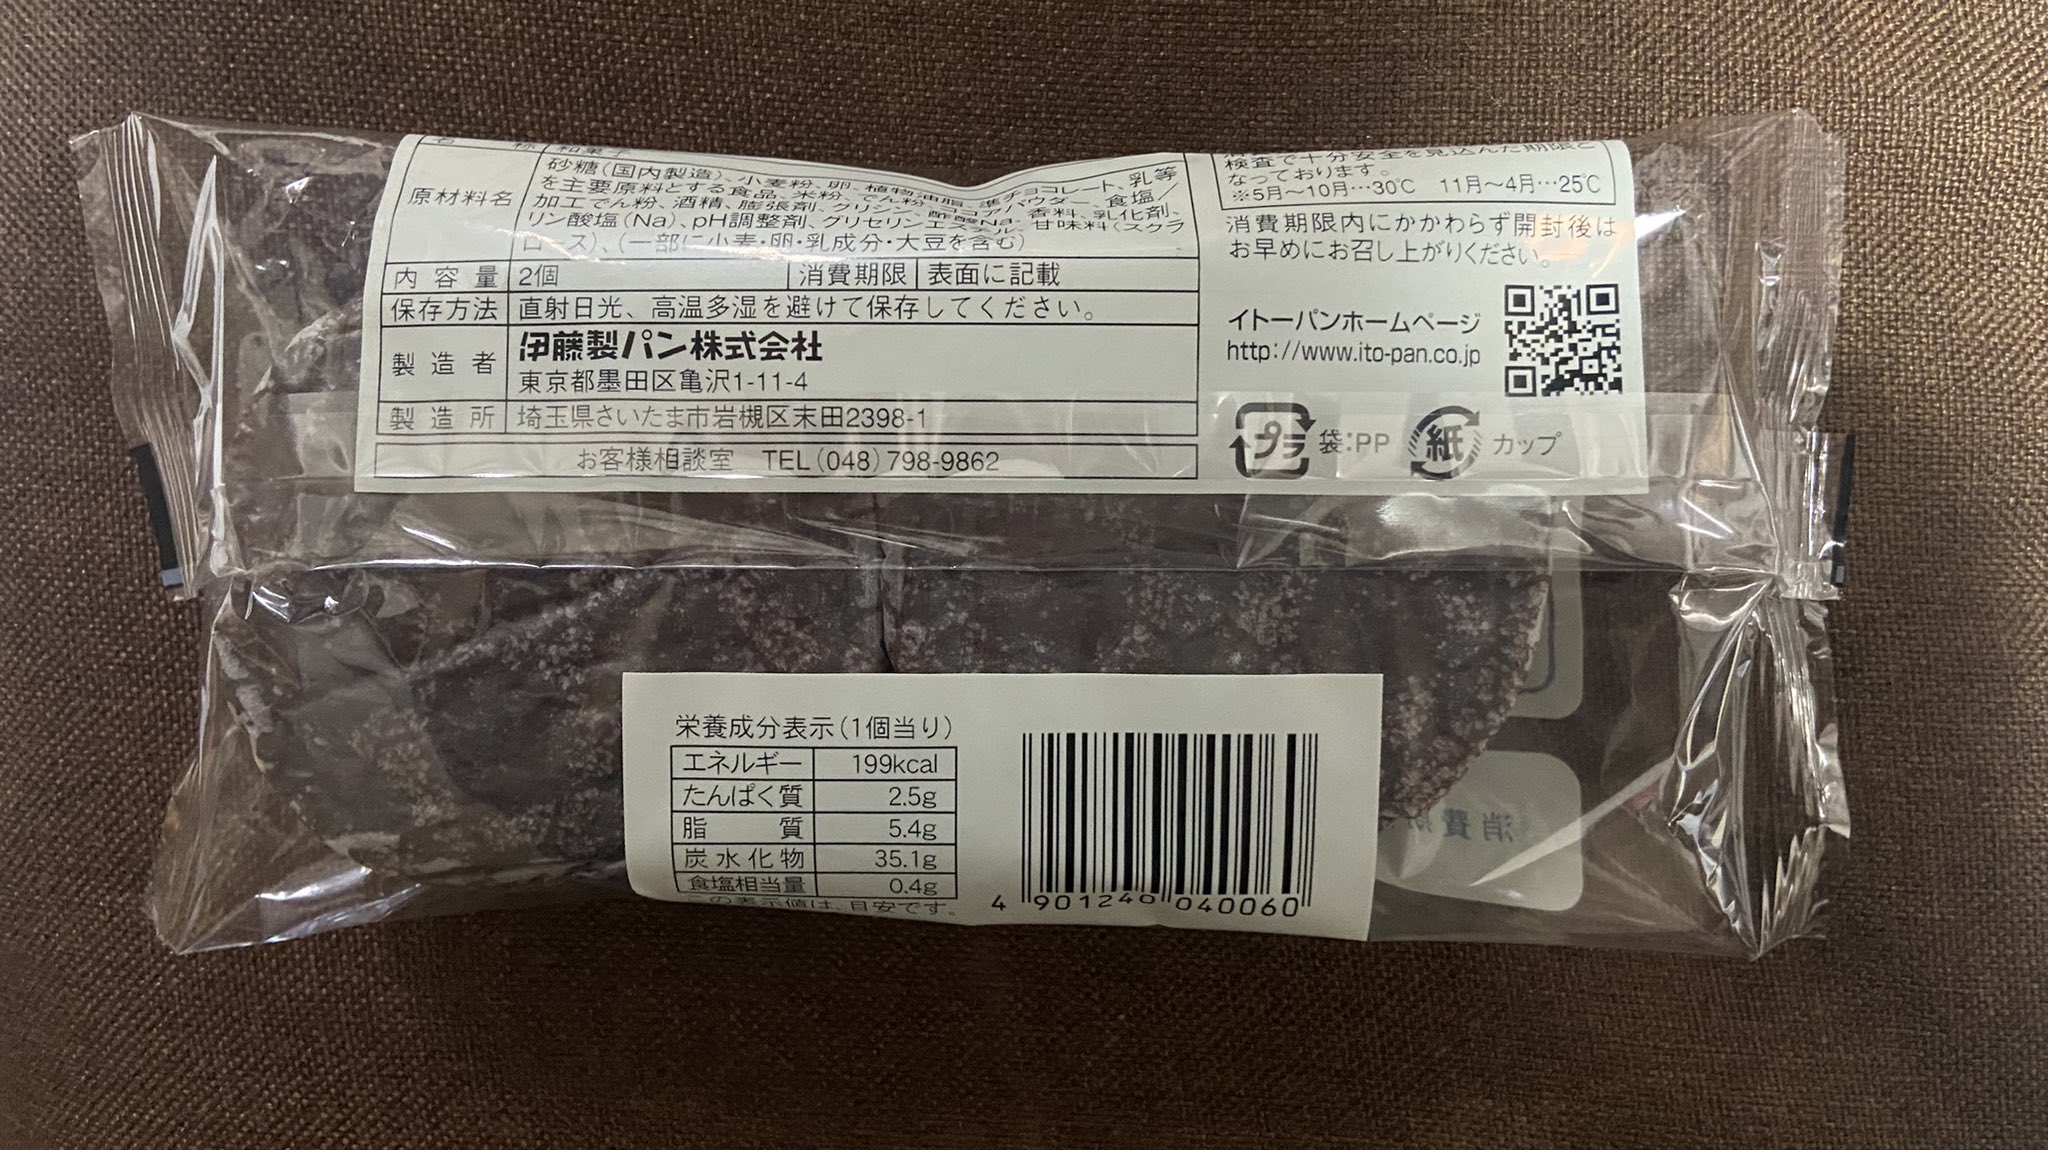 名 称 和菓子
原材料名
砂糖(国内製造)、小麦粉、卵、植物油脂、準チョコレート、乳等
を主要原料とする食品、米粉、でん粉、ココアパウダー、食塩/
加工でん粉、酒精、膨張剤、グリシン、酢酸Na、香料、乳化剤、
リン酸塩(Na)、pH調整剤、グリセリンエステル、甘味料(スクラ
ロース)、(一部に小麦・卵・乳成分・大豆を含む)
内容量 2個 消費期限 表面に記載
保存方法 直射日光、高温多湿を避けて保存してください。
製造者 伊藤製パン株式会社
東京都墨田区亀沢1-11-4
製造所 埼玉県さいたま市岩槻区末田2398-1
お客様相談室 TEL(048)798-9862
検査で十分安全を見込んだ期限と
なっております。
※5月~10月…30℃ 11月~4月…25℃
消費期限内にかかわらず開封後は
お早めにお召し上がりください。
イトーパンホームページ
http://www.ito-pan.co.jp
プラ 袋:PP 紙 カップ
栄養成分表示(1個当り)
エネルギー 199kcal
たんぱく質 2.5g
脂質 5.4g
炭水化物 35.1g
食塩相当量 0.4g
この表示値は、目安です。
4 901240 040060
消費期